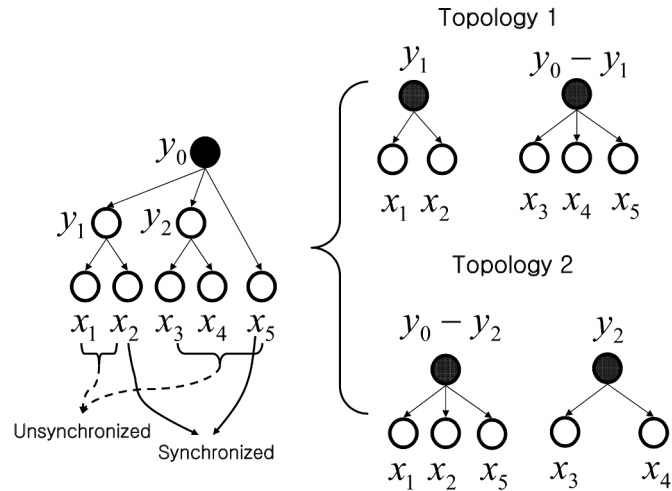 Topology 1
y₁ y₀ − y₁
x₁ x₂ x₃ x₄ x₅
y₀
y₁ y₂
x₁ x₂ x₃ x₄ x₅
Unsynchronized
Synchronized
Topology 2
y₀ − y₂ y₂
x₁ x₂ x₅ x₃ x₄